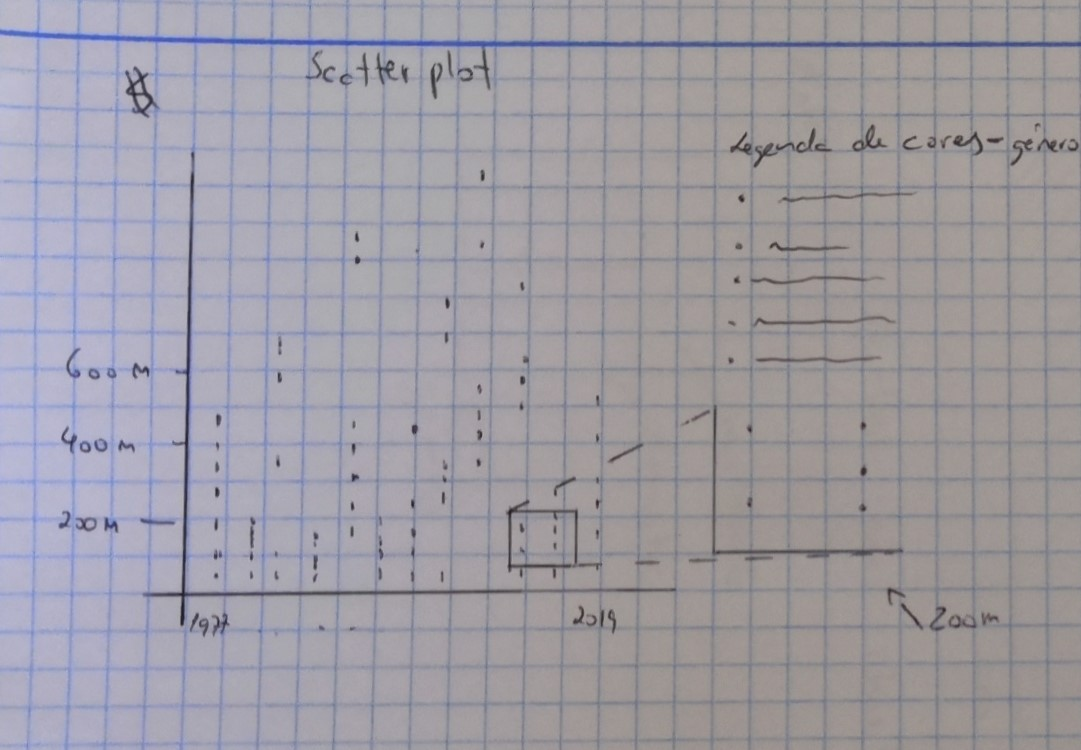 Scatter plot
$
Legenda de cores - género
600 m
400 m
200 m
1977 . . . .
2019
Zoom